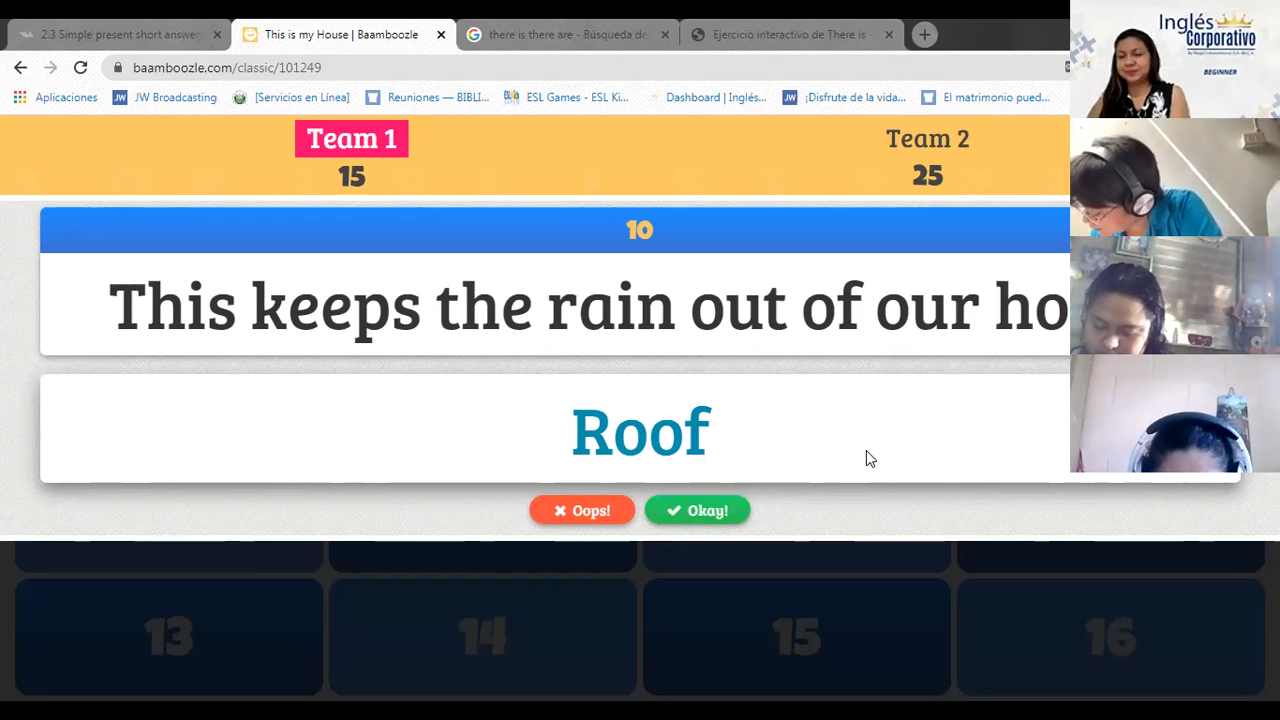 2.3 Simple present short answer
This is my House | Baamboozle
there is there are - Búsqueda de
Ejercicio interactivo de There is
baamboozle.com/classic/101249
Aplicaciones
JW Broadcasting
[Servicios en Línea]
Reuniones — BIBLI...
ESL Games - ESL Ki...
Dashboard | Inglés...
¡Disfrute de la vida...
El matrimonio pued...
Inglés
Corporativo
BEGINNER
Team 1
15
Team 2
25
10
This keeps the rain out of our ho
Roof
Oops!
Okay!
13
14
15
16